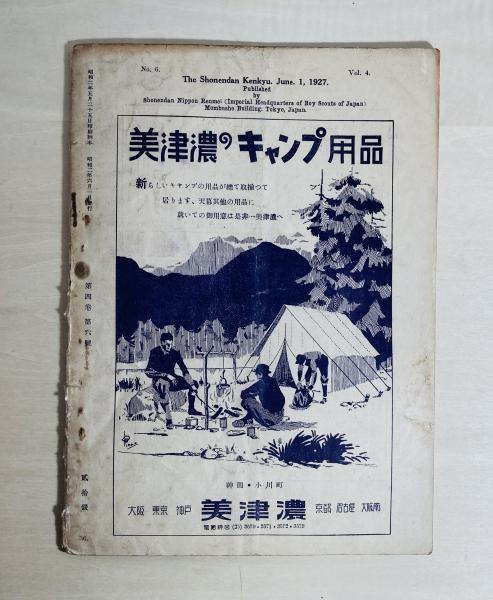 No. 6.
Vol. 4.
The Shonendan Kenkyu. June. 1, 1927.
Published
by
Shonendan Nippon Renmei (Imperial Headquarters of Boy Scouts of Japan)
Mombusho Building. Tokyo, Japan.
美津濃のキャンプ用品
新らしいキャンプの用品が總て取揃つて
居ります、天幕其他の用品に
就いての御用意は是非一美津濃へ
神田・小川町
大阪 東京 神戸
美津濃
京都 名古屋
第四卷 第六號
貳拾錢